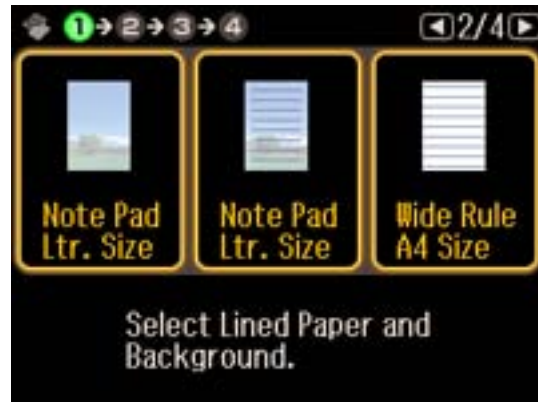 1 → 2 → 3 → 4
2/4
Note Pad
Ltr. Size
Note Pad
Ltr. Size
Wide Rule
A4 Size
Select Lined Paper and
Background.